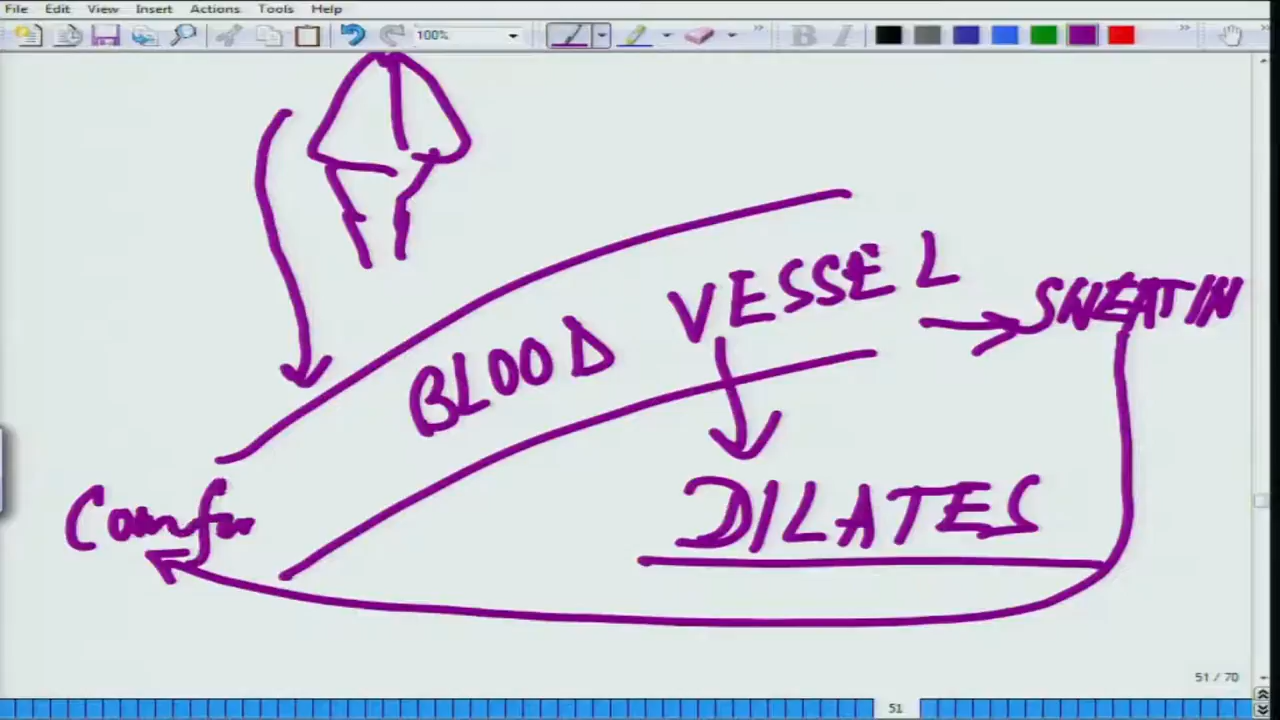 File Edit View Insert Actions Tools Help
100%
BLOOD VESSEL
SWEATIN
DILATES
Comfor
51 / 70
51